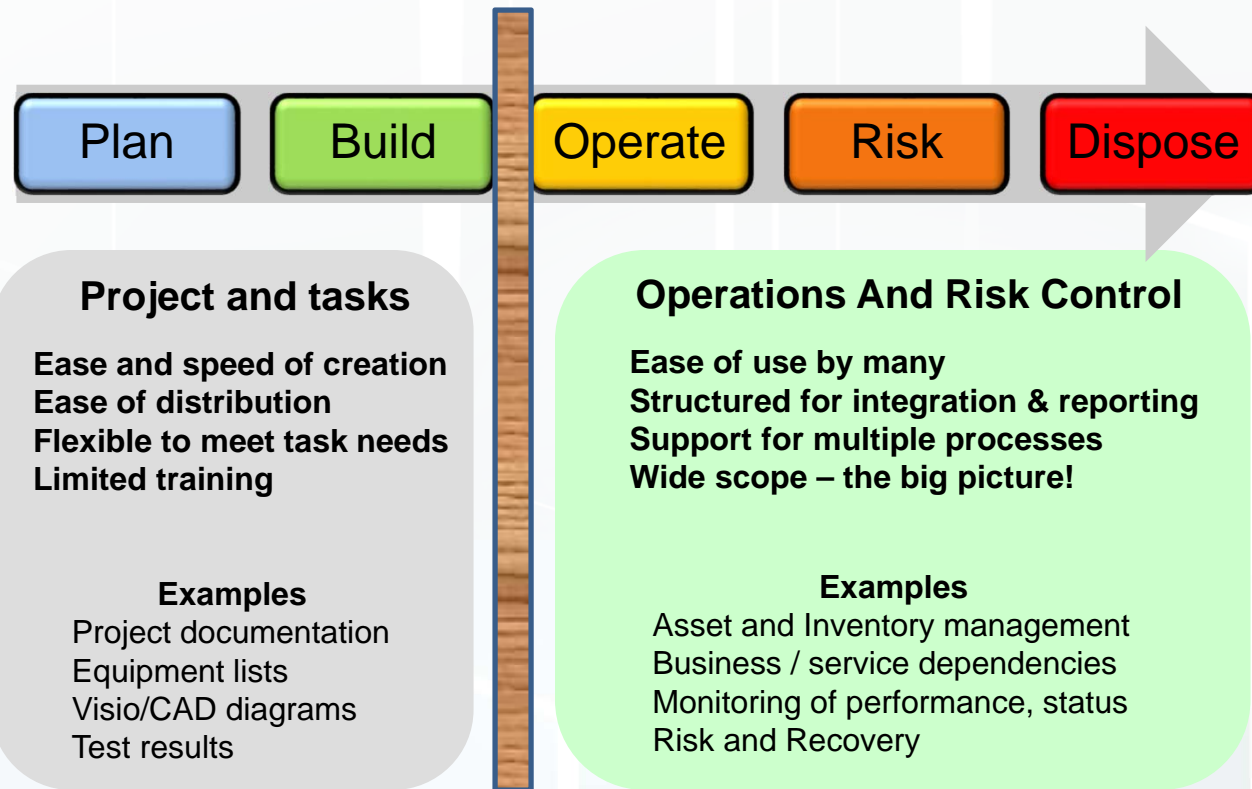 Plan
Build
Operate
Risk
Dispose
Project and tasks
Ease and speed of creation
Ease of distribution
Flexible to meet task needs
Limited training
Examples
Project documentation
Equipment lists
Visio/CAD diagrams
Test results
Operations And Risk Control
Ease of use by many
Structured for integration & reporting
Support for multiple processes
Wide scope – the big picture!
Examples
Asset and Inventory management
Business / service dependencies
Monitoring of performance, status
Risk and Recovery